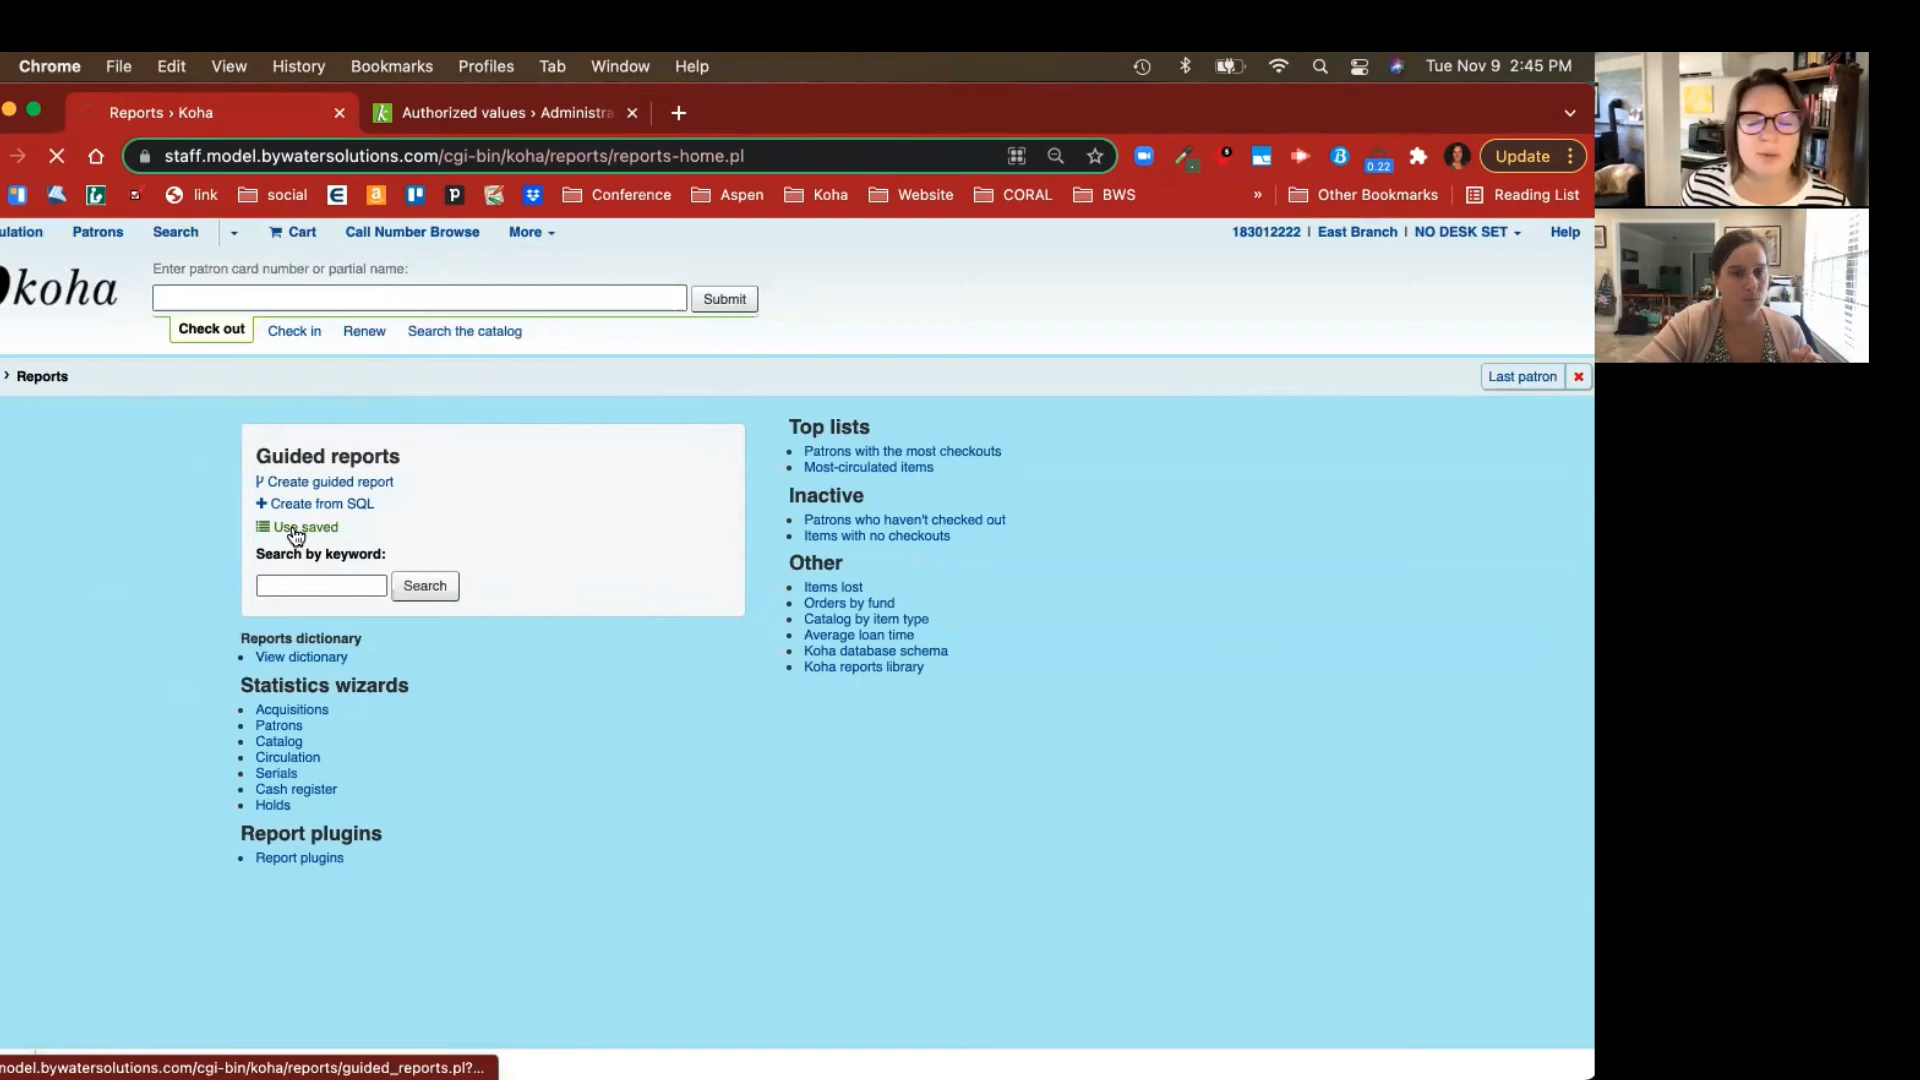 Chrome File Edit View History Bookmarks Profiles Tab Window Help Tue Nov 9 2:45 PM
Reports › Koha Authorized values › Administra
staff.model.bywatersolutions.com/cgi-bin/koha/reports/reports-home.pl 5 0.22 Update
link social Conference Aspen Koha Website CORAL BWS » Other Bookmarks Reading List
ulation Patrons Search Cart Call Number Browse More 183012222 | East Branch | NO DESK SET Help
koha
Enter patron card number or partial name:
Submit
Check out Check in Renew Search the catalog
› Reports
Last patron
Guided reports
Create guided report
+ Create from SQL
Use saved
Search by keyword:
Search
Reports dictionary
• View dictionary
Statistics wizards
• Acquisitions
• Patrons
• Catalog
• Circulation
• Serials
• Cash register
• Holds
Report plugins
• Report plugins
Top lists
• Patrons with the most checkouts
• Most-circulated items
Inactive
• Patrons who haven't checked out
• Items with no checkouts
Other
• Items lost
• Orders by fund
• Catalog by item type
• Average loan time
• Koha database schema
• Koha reports library
nodel.bywatersolutions.com/cgi-bin/koha/reports/guided_reports.pl?...